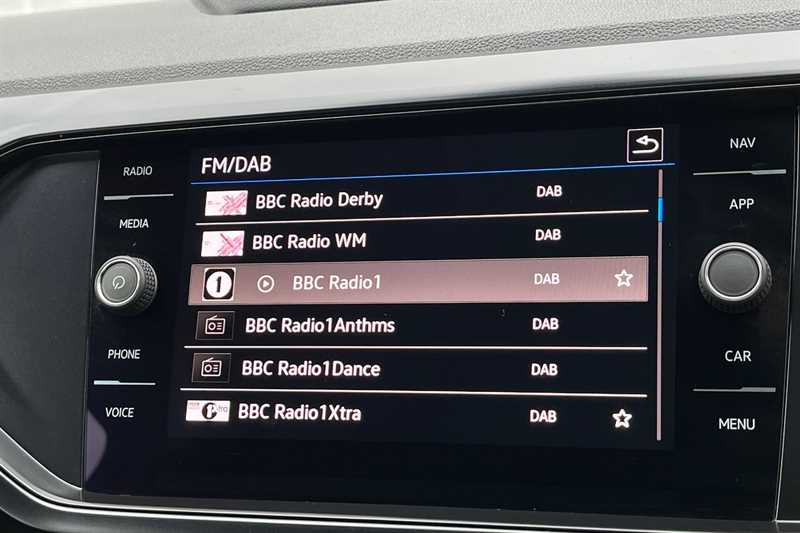 RADIO
MEDIA
PHONE
VOICE
FM/DAB
BBC Radio Derby DAB
BBC Radio WM DAB
1 BBC Radio1 DAB
BBC Radio1Anthms DAB
BBC Radio1Dance DAB
BBC Radio1Xtra DAB
NAV
APP
CAR
MENU